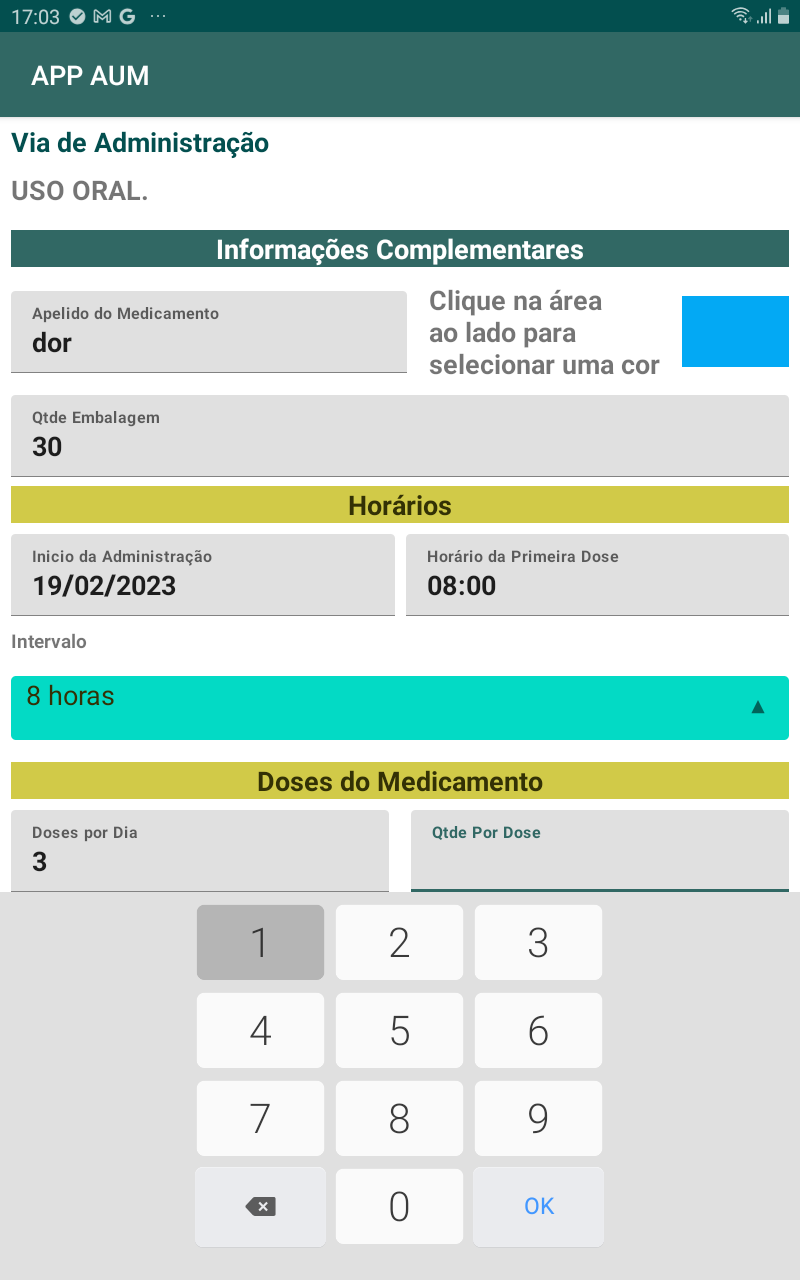 17:03
APP AUM
Via de Administração
USO ORAL.
Informações Complementares
Apelido do Medicamento
dor
Clique na área
ao lado para
selecionar uma cor
Qtde Embalagem
30
Horários
Inicio da Administração
19/02/2023
Horário da Primeira Dose
08:00
Intervalo
8 horas
Doses do Medicamento
Doses por Dia
3
Qtde Por Dose
1 2 3
4 5 6
7 8 9
0 OK